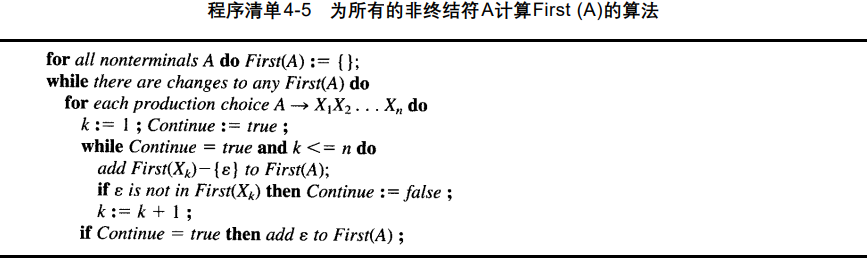 程序清单4-5 为所有的非终结符A计算First (A)的算法
for all nonterminals A do First(A) := {};
while there are changes to any First(A) do
for each production choice A → X₁X₂ . . . Xₙ do
k := 1 ; Continue := true ;
while Continue = true and k <= n do
add First(Xₖ)−{ε} to First(A);
if ε is not in First(Xₖ) then Continue := false ;
k := k + 1 ;
if Continue = true then add ε to First(A) ;